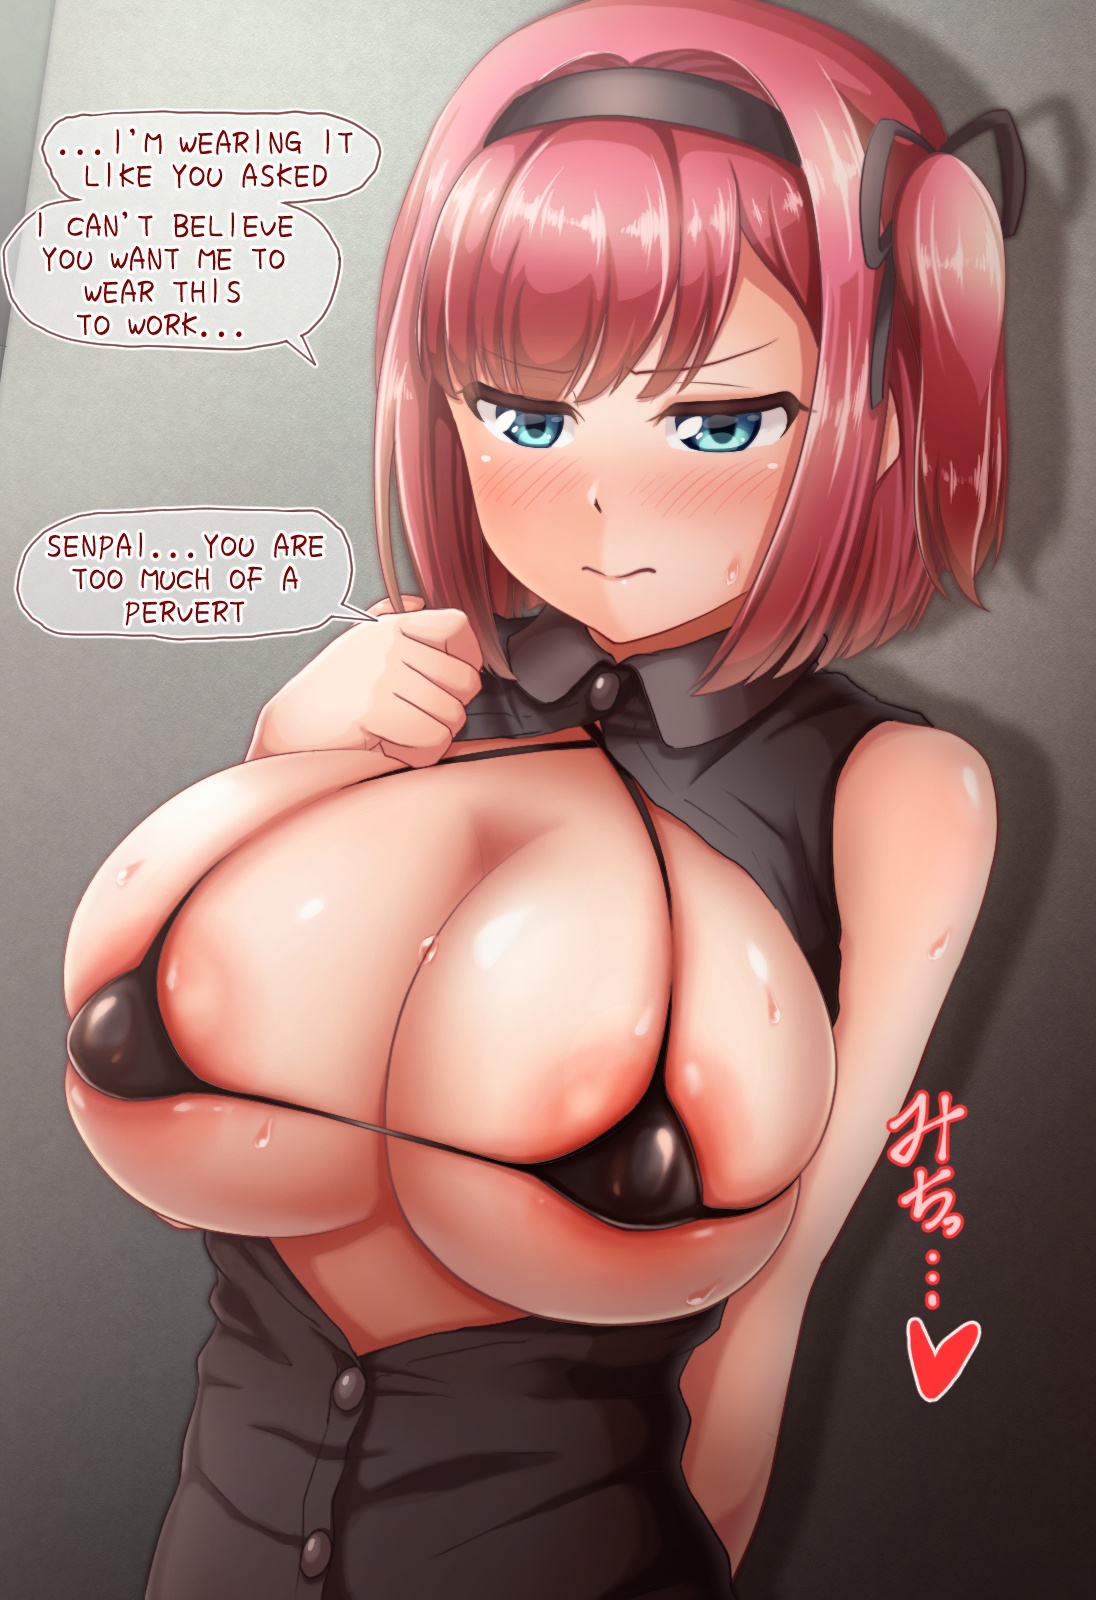 ...I'M WEARING IT
LIKE YOU ASKED
I CAN'T BELIEVE
YOU WANT ME TO
WEAR THIS
TO WORK...
SENPAI...YOU ARE
TOO MUCH OF A
PERVERT
みちっ…♥